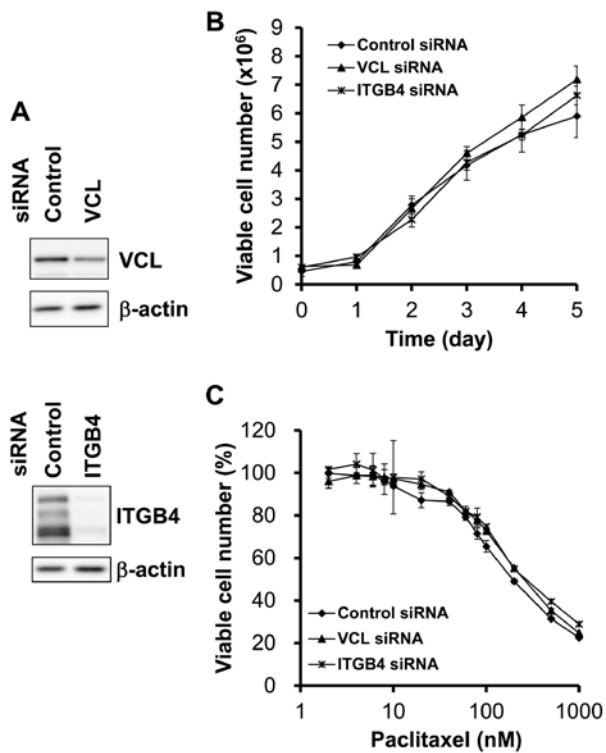 A
siRNA
Control
VCL
VCL
β-actin
siRNA
Control
ITGB4
ITGB4
β-actin
B
Viable cell number (x10⁶)
9
8
7
6
5
4
3
2
1
0
Control siRNA
VCL siRNA
ITGB4 siRNA
0 1 2 3 4 5
Time (day)
C
Viable cell number (%)
120
100
80
60
40
20
0
Control siRNA
VCL siRNA
ITGB4 siRNA
1 10 100 1000
Paclitaxel (nM)